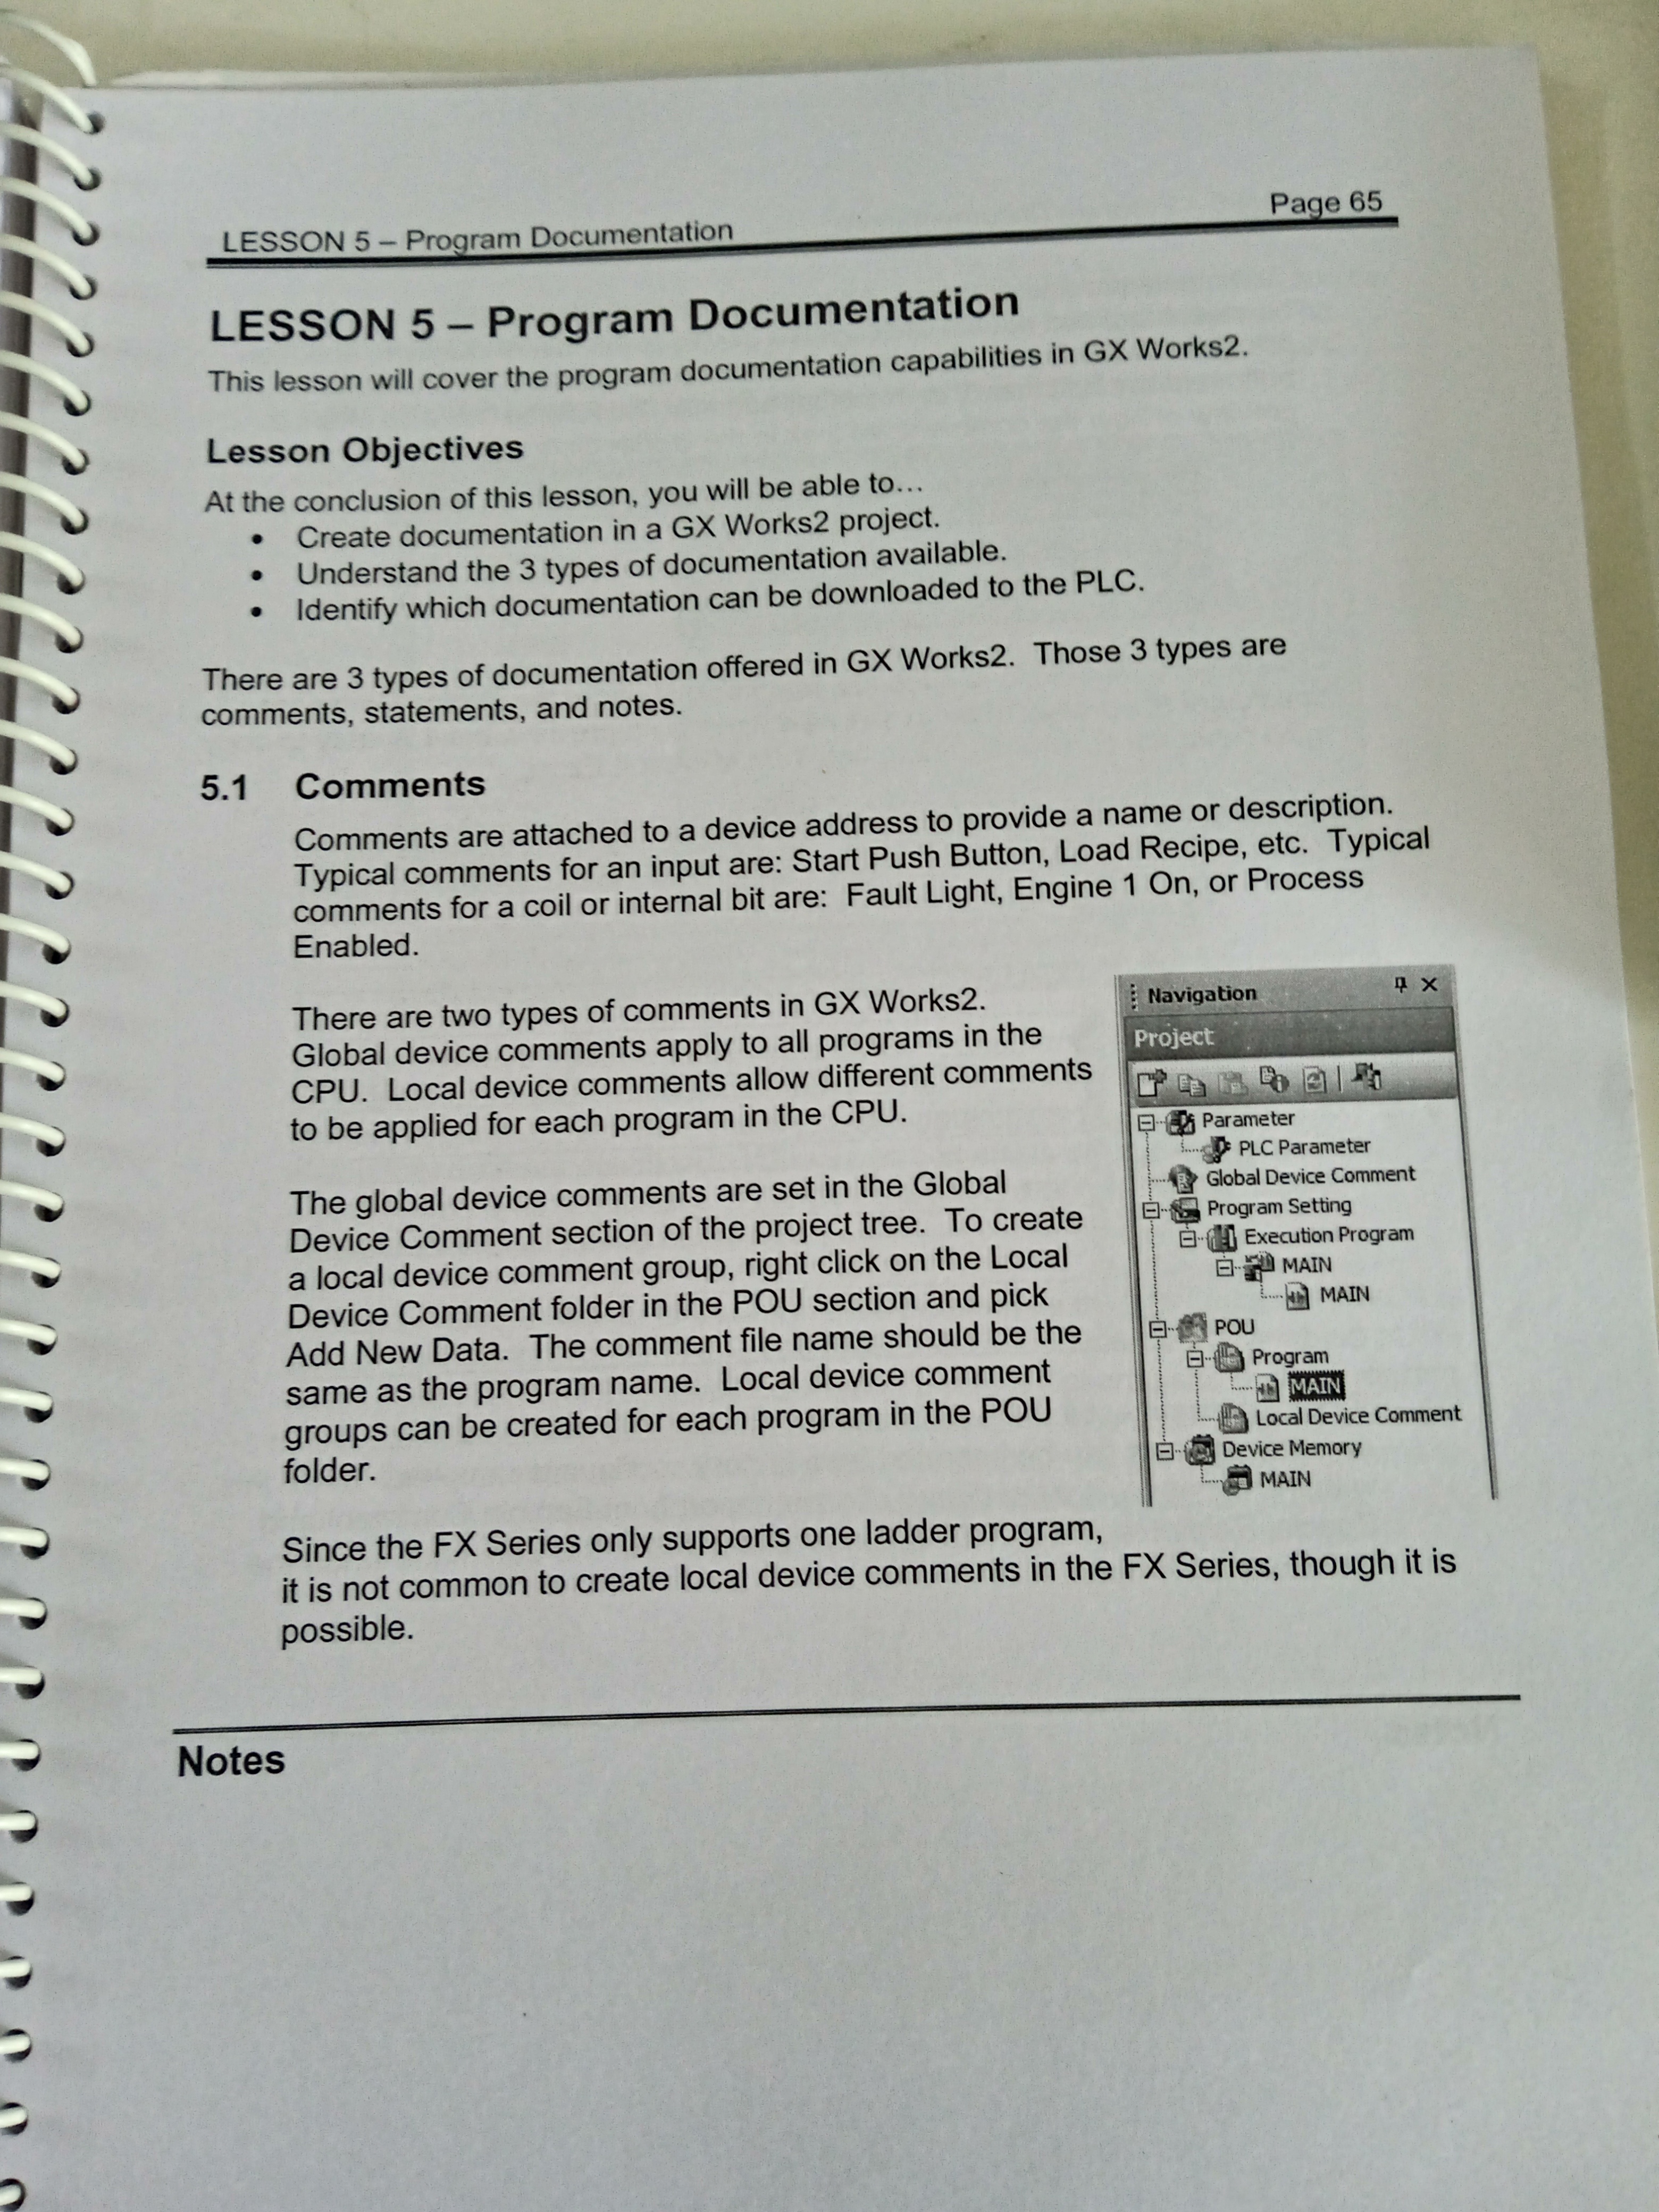 LESSON 5 – Program Documentation
Page 65
LESSON 5 – Program Documentation
This lesson will cover the program documentation capabilities in GX Works2.
Lesson Objectives
At the conclusion of this lesson, you will be able to…
• Create documentation in a GX Works2 project.
• Understand the 3 types of documentation available.
• Identify which documentation can be downloaded to the PLC.
There are 3 types of documentation offered in GX Works2. Those 3 types are
comments, statements, and notes.
5.1 Comments
Comments are attached to a device address to provide a name or description.
Typical comments for an input are: Start Push Button, Load Recipe, etc. Typical
comments for a coil or internal bit are: Fault Light, Engine 1 On, or Process
Enabled.
There are two types of comments in GX Works2.
Global device comments apply to all programs in the
CPU. Local device comments allow different comments
to be applied for each program in the CPU.
The global device comments are set in the Global
Device Comment section of the project tree. To create
a local device comment group, right click on the Local
Device Comment folder in the POU section and pick
Add New Data. The comment file name should be the
same as the program name. Local device comment
groups can be created for each program in the POU
folder.
Navigation
Project
Parameter
PLC Parameter
Global Device Comment
Program Setting
Execution Program
MAIN
MAIN
POU
Program
MAIN
Local Device Comment
Device Memory
MAIN
Since the FX Series only supports one ladder program,
it is not common to create local device comments in the FX Series, though it is
possible.
Notes